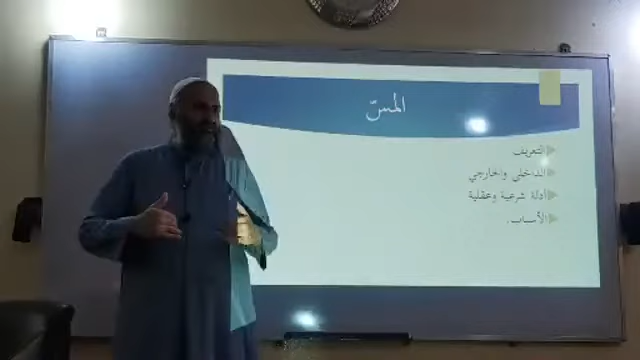 المسّ
التعريف
الداخلي والخارجي
أدلة شرعية وعقلية
الأسباب.